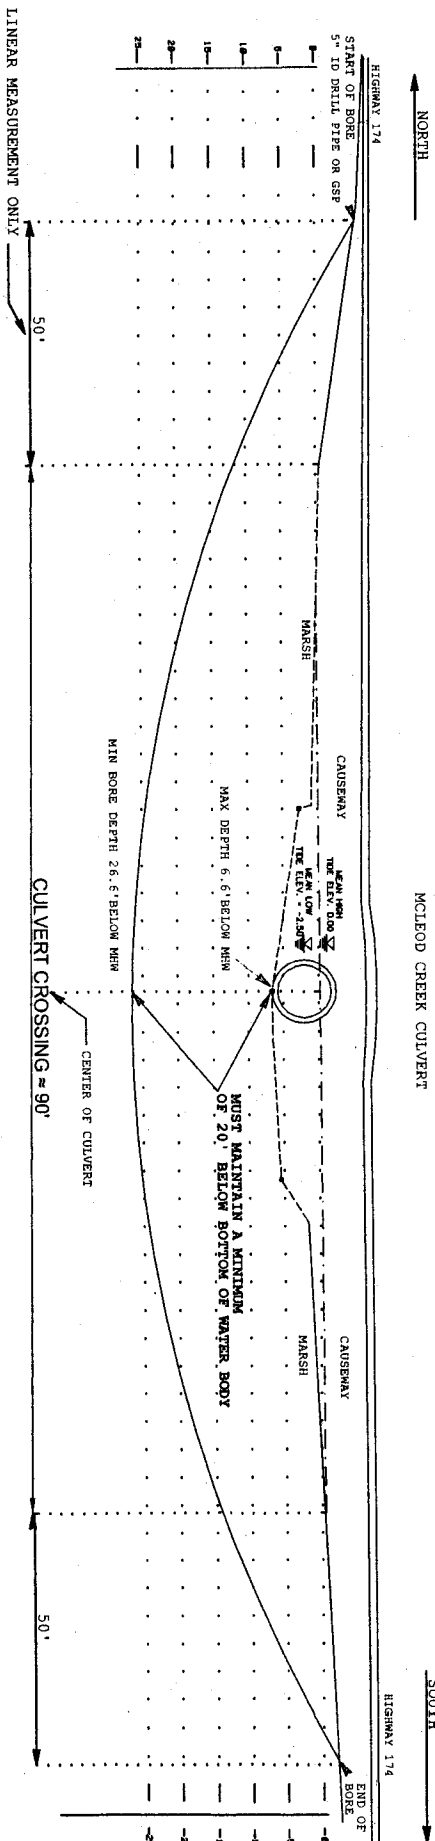 NORTH
SOUTH
MCLEOD CREEK CULVERT
HIGHWAY 174
HIGHWAY 174
START OF BORE
5" ID DRILL PIPE OR GSP
END OF
BORE
CAUSEWAY
CAUSEWAY
MARSH
MARSH
MEAN HIGH
TIDE ELEV. 0.00
MEAN LOW
TIDE ELEV. = -2.50
MAX DEPTH 6.6' BELOW MHW
MUST MAINTAIN A MINIMUM
OF 20' BELOW BOTTOM OF WATER BODY
MIN BORE DEPTH 26.6' BELOW MHW
0
5
10
15
20
25
CENTER OF CULVERT
50'
CULVERT CROSSING ≈ 90'
50'
LINEAR MEASUREMENT ONLY